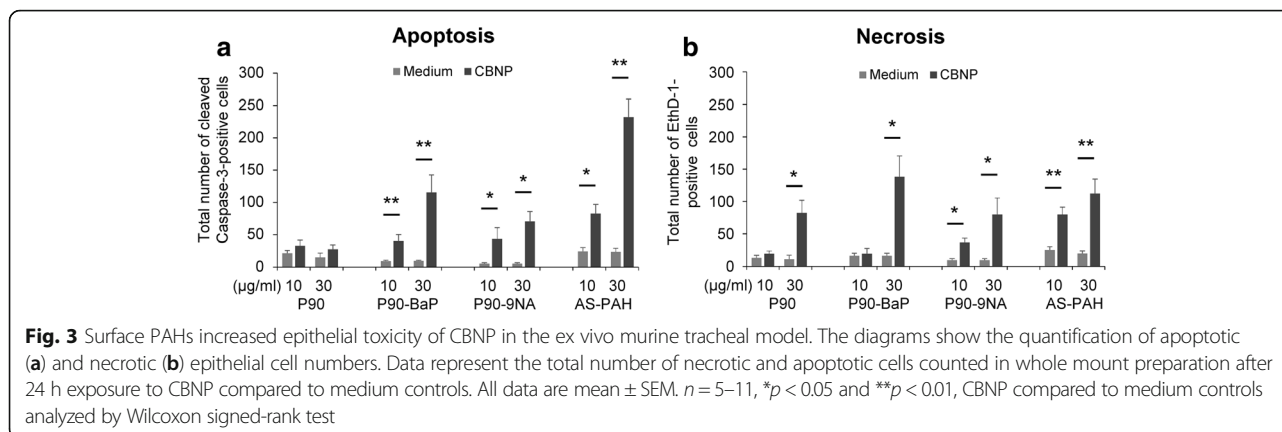 a
Apoptosis
Medium CBNP
Total number of cleaved
Caspase-3-positive cells
300
250
200
150
100
50
0
** ** * * * **
10 30 10 30 10 30 10 30
(µg/ml) P90 P90-BaP P90-9NA AS-PAH
b
Necrosis
Medium CBNP
Total number of EthD-1-
positive cells
300
250
200
150
100
50
0
* * * * ** **
10 30 10 30 10 30 10 30
(µg/ml) P90 P90-BaP P90-9NA AS-PAH
Fig. 3 Surface PAHs increased epithelial toxicity of CBNP in the ex vivo murine tracheal model. The diagrams show the quantification of apoptotic
(a) and necrotic (b) epithelial cell numbers. Data represent the total number of necrotic and apoptotic cells counted in whole mount preparation after
24 h exposure to CBNP compared to medium controls. All data are mean ± SEM. n = 5–11, *p < 0.05 and **p < 0.01, CBNP compared to medium controls
analyzed by Wilcoxon signed-rank test